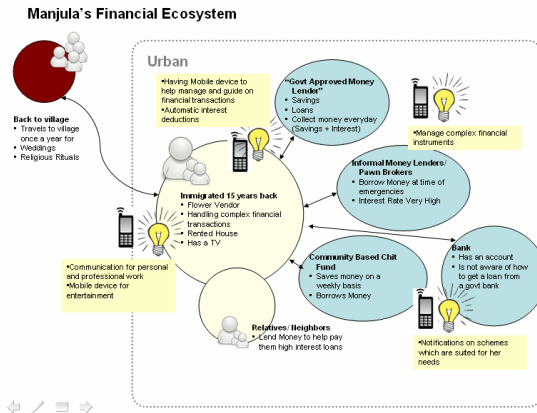 Manjula's Financial Ecosystem
Urban
Back to village
• Travels to village
once a year for
• Weddings
• Religious Rituals
•Having Mobile device to
help manage and guide on
financial transactions
•Automatic interest
deductions
"Govt Approved Money
Lender"
• Savings
• Loans
• Collect money everyday
(Savings + Interest)
•Manage complex financial
instruments
Immigrated 15 years back
• Flower Vendor
• Handling complex financial
transactions
• Rented House
• Has a TV
Informal Money Lenders/
Pawn Brokers
• Borrow Money at time of
emergencies
• Interest Rate Very High
•Communication for personal
and professional work
•Mobile device for
entertainment
Community Based Chit
Fund
• Saves money on a
weekly basis
• Borrows Money
Bank
• Has an account
• Is not aware of how
to get a loan from
a govt bank
Relatives/ Neighbors
• Lend Money to help pay
them high interest loans
•Notifications on schemes
which are suited for her
needs